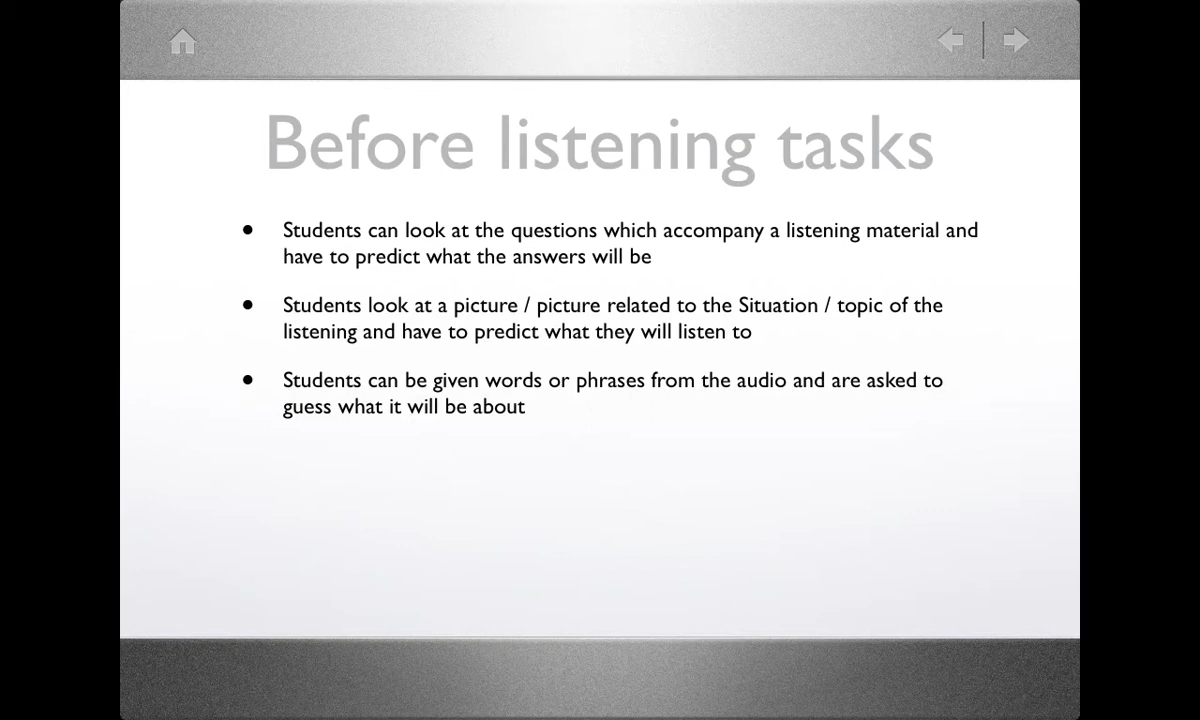 Before listening tasks
• Students can look at the questions which accompany a listening material and
have to predict what the answers will be
• Students look at a picture / picture related to the Situation / topic of the
listening and have to predict what they will listen to
• Students can be given words or phrases from the audio and are asked to
guess what it will be about